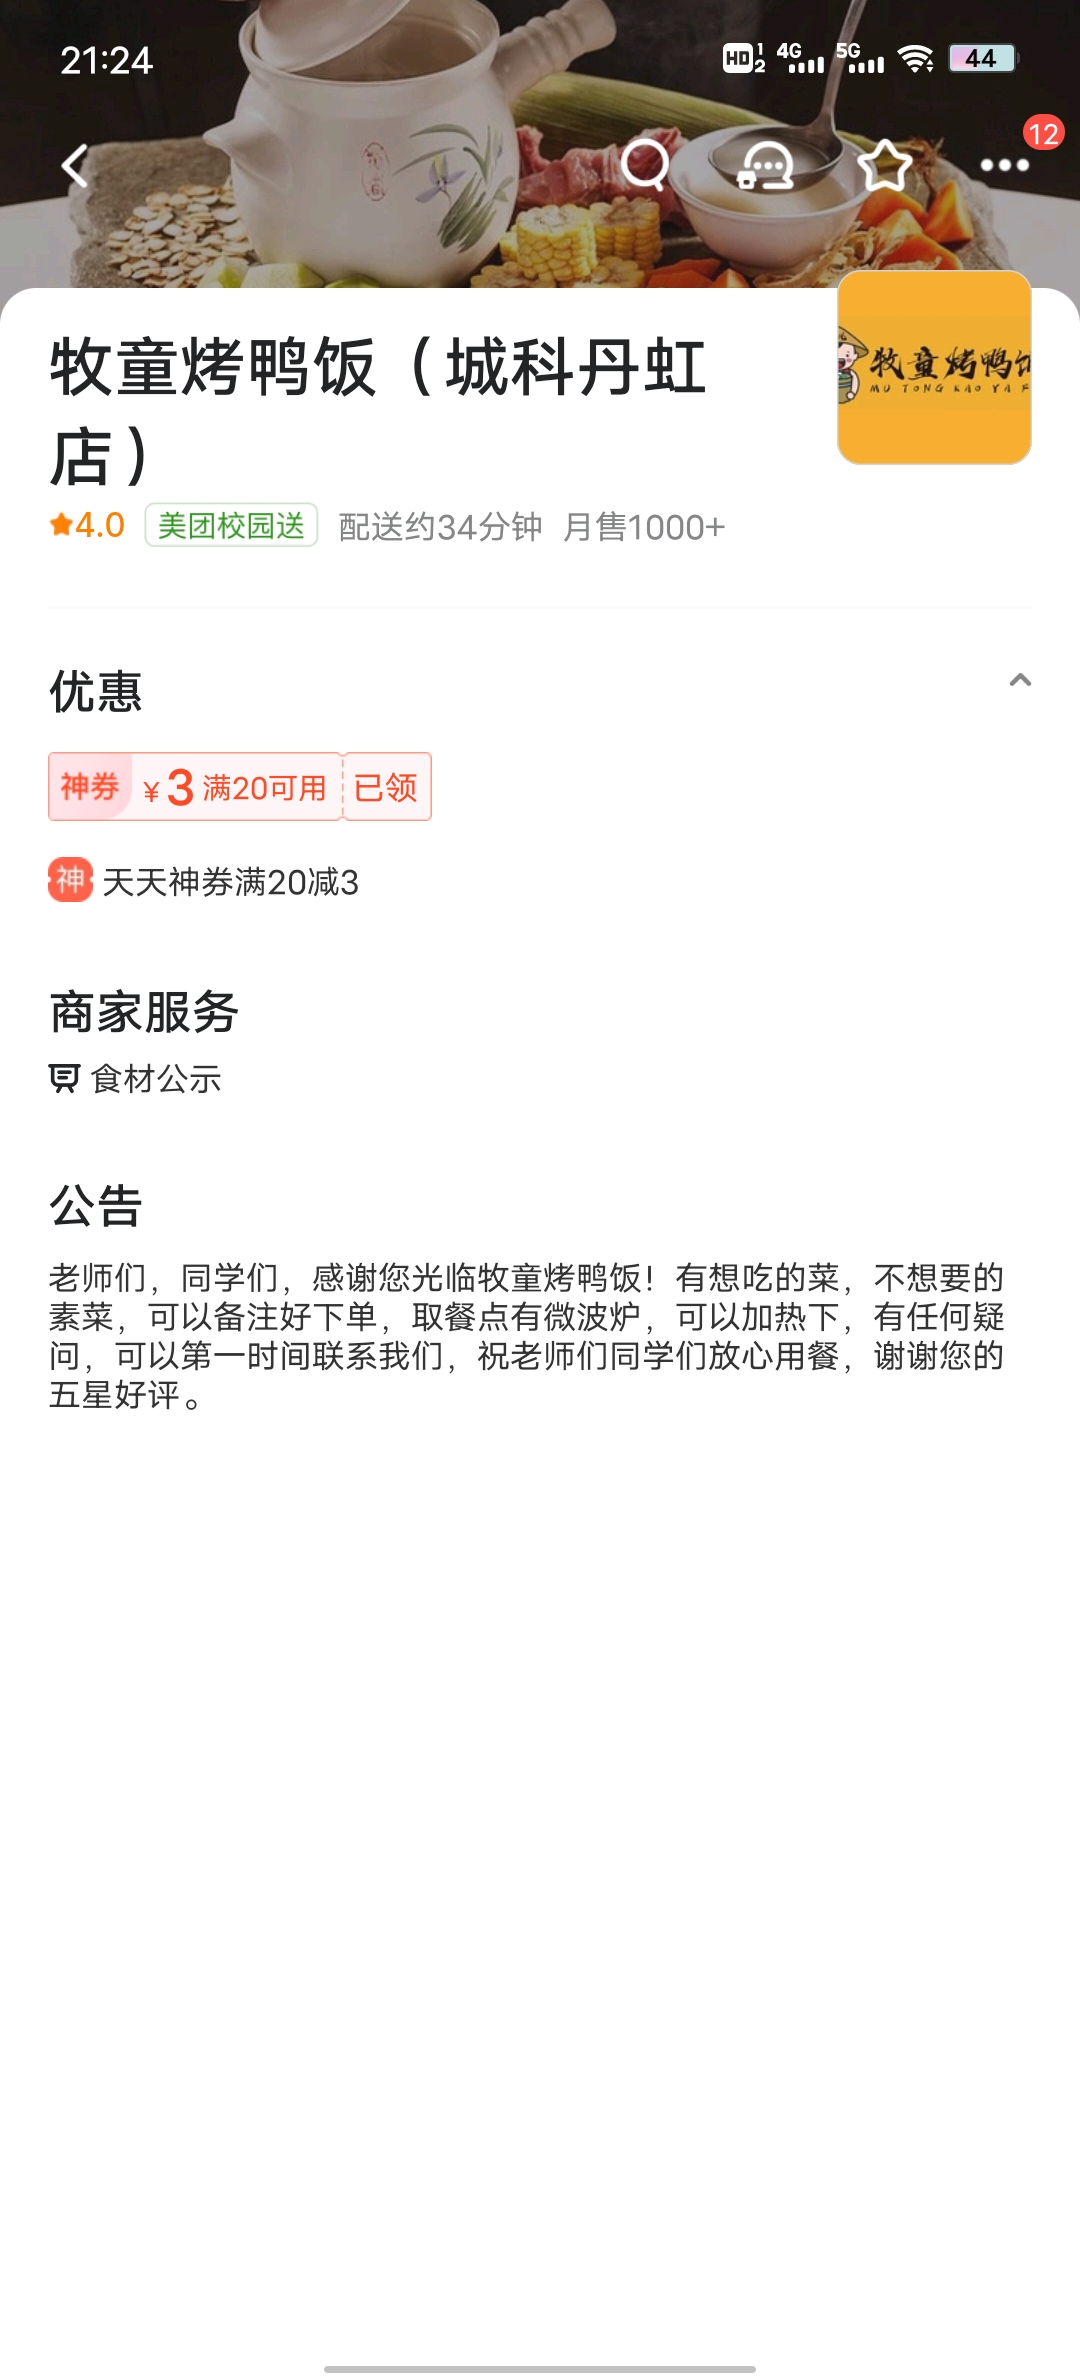 21:24
HD 1 2 4G 5G 44
12
牧童烤鸭饭
MU TONG KAO YA F
牧童烤鸭饭（城科丹虹
店）
4.0 美团校园送 配送约34分钟 月售1000+
优惠
神券 ¥3 满20可用 已领
神 天天神券满20减3
商家服务
食材公示
公告
老师们，同学们，感谢您光临牧童烤鸭饭！有想吃的菜，不想要的
素菜，可以备注好下单，取餐点有微波炉，可以加热下，有任何疑
问，可以第一时间联系我们，祝老师们同学们放心用餐，谢谢您的
五星好评。